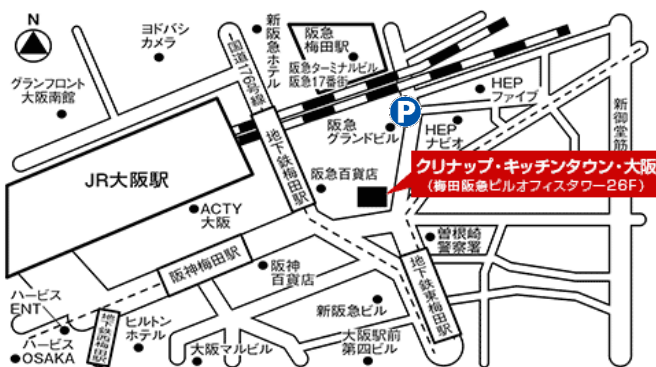 N
ヨドバシ
カメラ
国道176号線
新阪急ホテル
阪急
梅田駅
阪急ターミナルビル
阪急17番街
グランフロント
大阪南館
P
HEP
ファイブ
新御堂筋
阪急
グランドビル
HEP
ナビオ
地下鉄梅田駅
クリナップ・キッチンタウン・大阪
(梅田阪急ビルオフィスタワー26F)
JR大阪駅
阪急百貨店
ACTY
大阪
曽根崎
警察署
阪神梅田駅
阪神
百貨店
地下鉄東梅田駅
ハービス
ENT
新阪急ビル
地下鉄西梅田駅
ヒルトン
ホテル
大阪駅前
第四ビル
ハービス
OSAKA
大阪マルビル